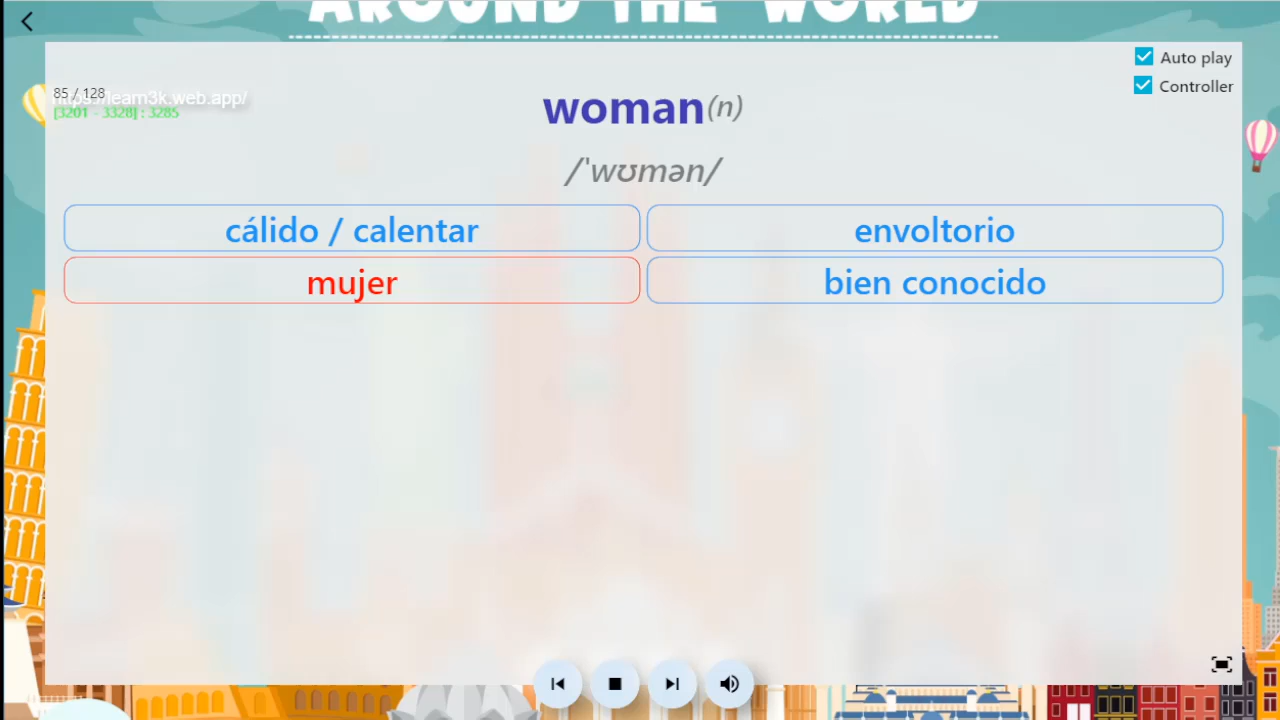 AROUND THE WORLD
Auto play
Controller
85 / 128
https://learn3k.web.app/
[3201 - 3328] : 3285
woman(n)
/ˈwʊmən/
cálido / calentar
envoltorio
mujer
bien conocido